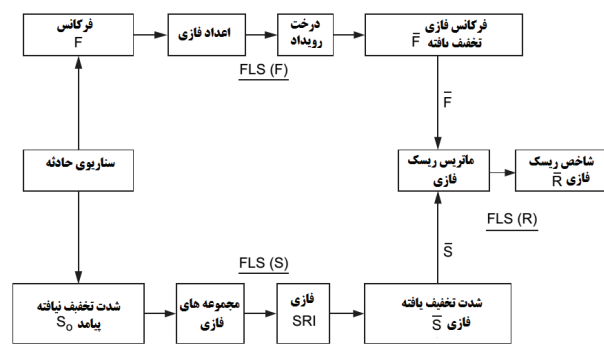 فرکانس
F
اعداد فازی
درخت
رویداد
فرکانس فازی
تخفیف یافته F̅
FLS (F)
F̅
سناریوی حادثه
ماتریس ریسک
فازی
شاخص ریسک
فازی R̅
FLS (R)
S̅
FLS (S)
شدت تخفیف نیافته
پیامد S₀
مجموعه های
فازی
فازی
SRI
شدت تخفیف یافته
فازی S̅